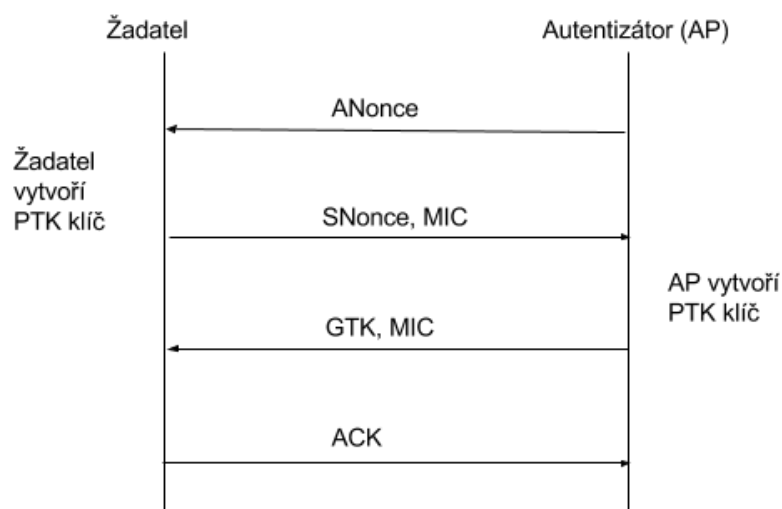 Žadatel
Autentizátor (AP)
ANonce
Žadatel
vytvoří
PTK klíč
SNonce, MIC
AP vytvoří
PTK klíč
GTK, MIC
ACK